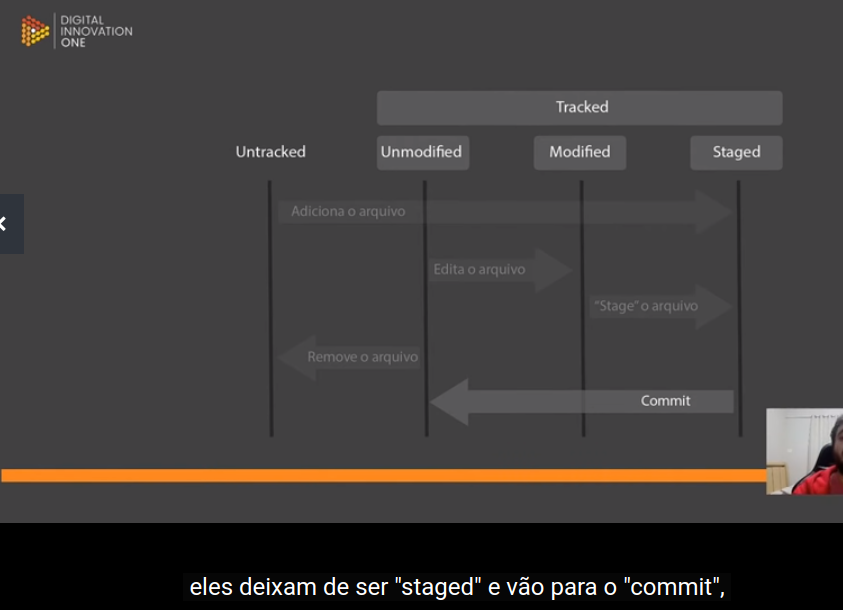 DIGITAL
INNOVATION
ONE
Tracked
Untracked
Unmodified
Modified
Staged
Adiciona o arquivo
Edita o arquivo
“Stage” o arquivo
Remove o arquivo
Commit
eles deixam de ser "staged" e vão para o "commit",